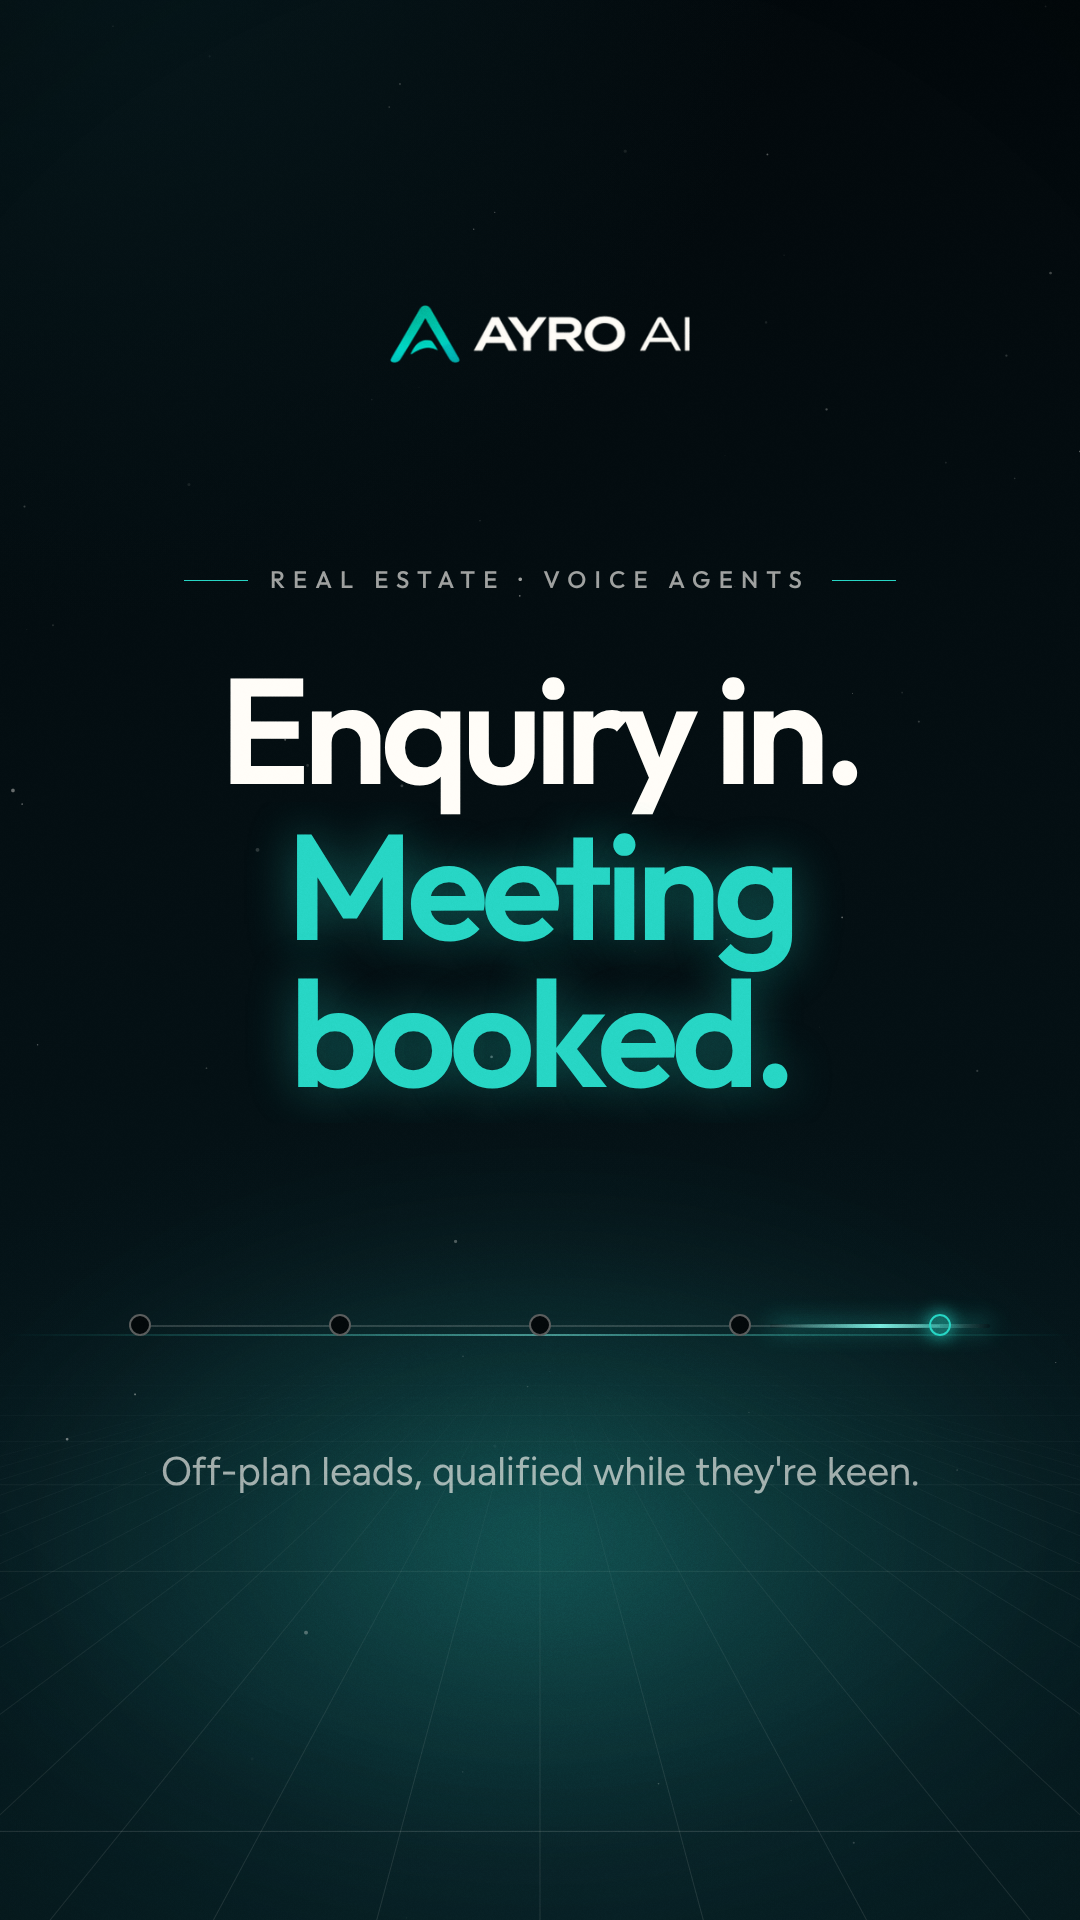 AYRO AI
REAL ESTATE · VOICE AGENTS
Enquiry in.
Meeting
booked.
Off-plan leads, qualified while they're keen.